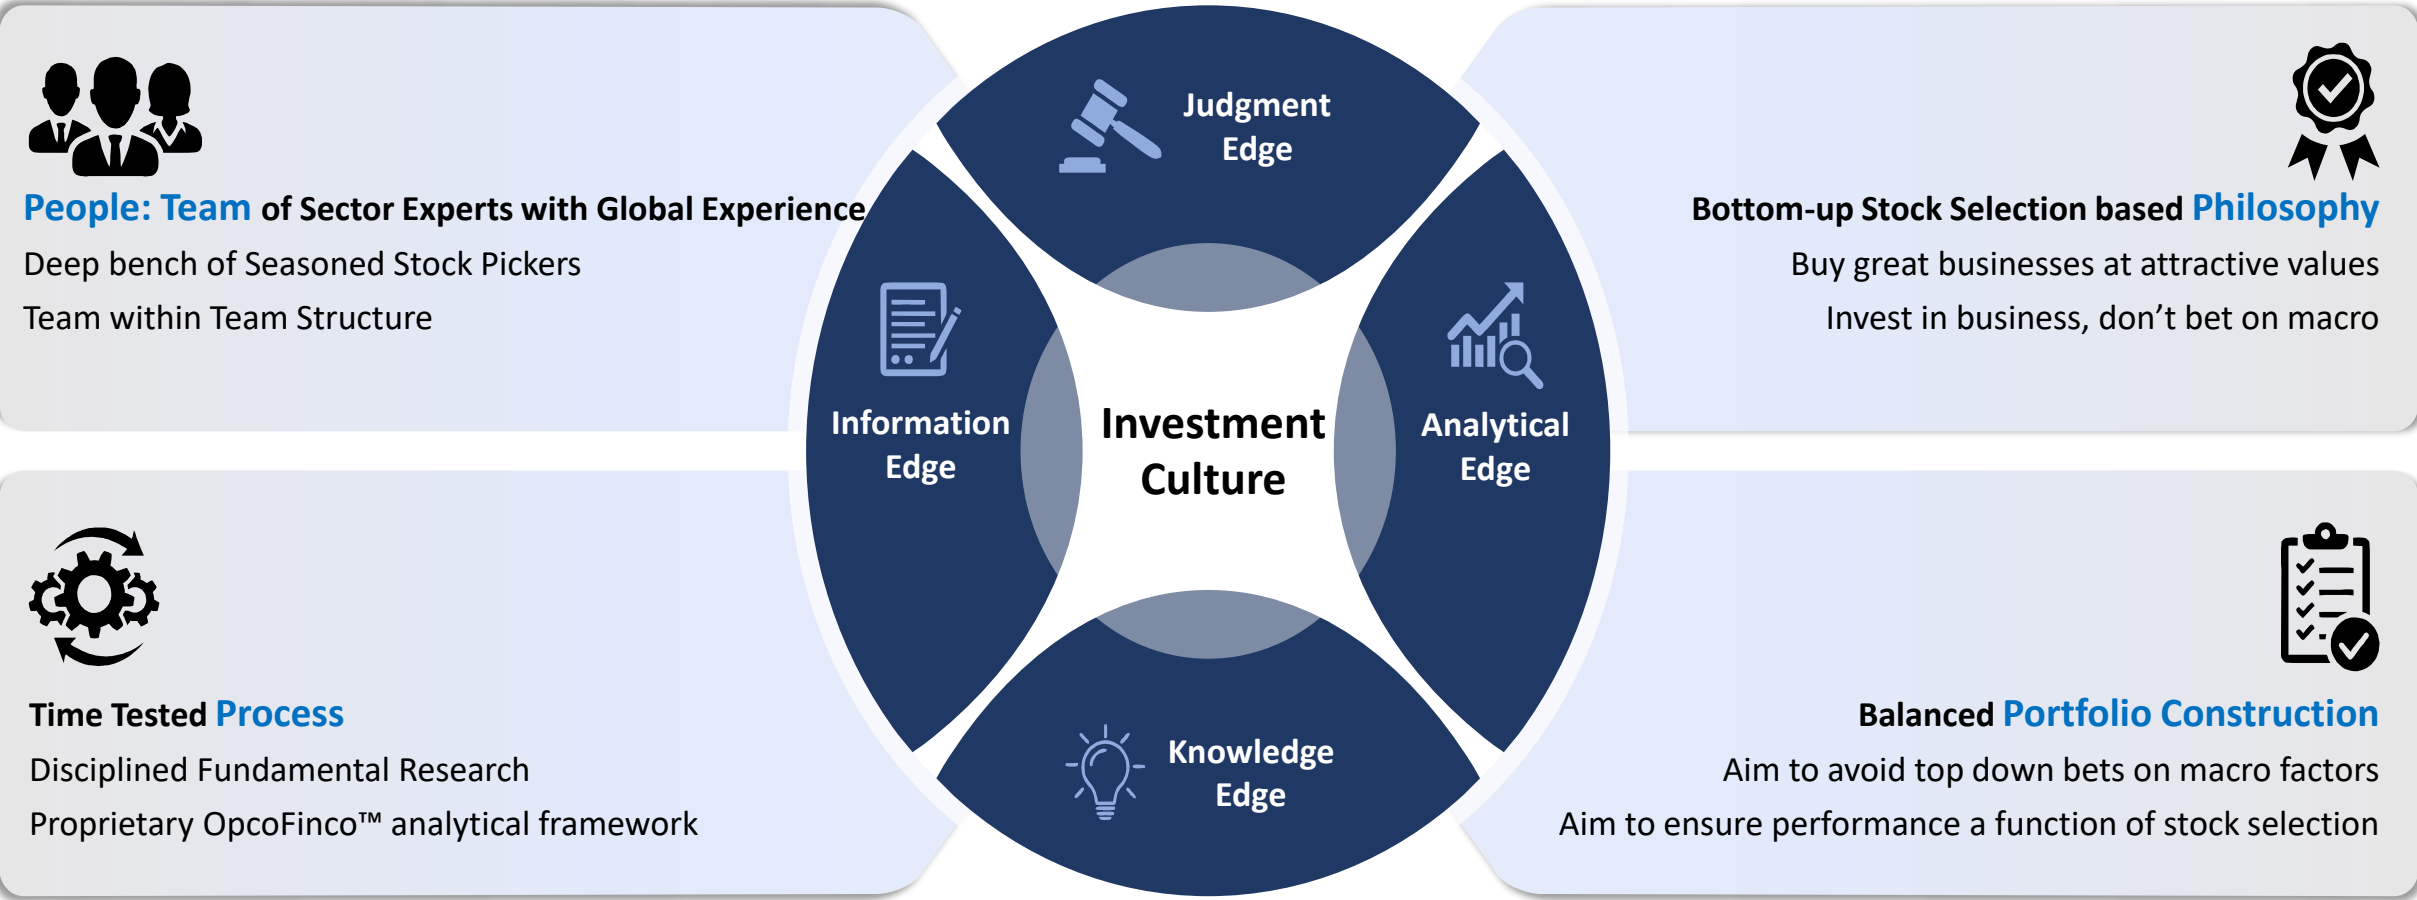 People: Team of Sector Experts with Global Experience
Deep bench of Seasoned Stock Pickers
Team within Team Structure
Judgment
Edge
Bottom-up Stock Selection based Philosophy
Buy great businesses at attractive values
Invest in business, don’t bet on macro
Information
Edge
Investment
Culture
Analytical
Edge
Time Tested Process
Disciplined Fundamental Research
Proprietary OpcoFinco™ analytical framework
Knowledge
Edge
Balanced Portfolio Construction
Aim to avoid top down bets on macro factors
Aim to ensure performance a function of stock selection